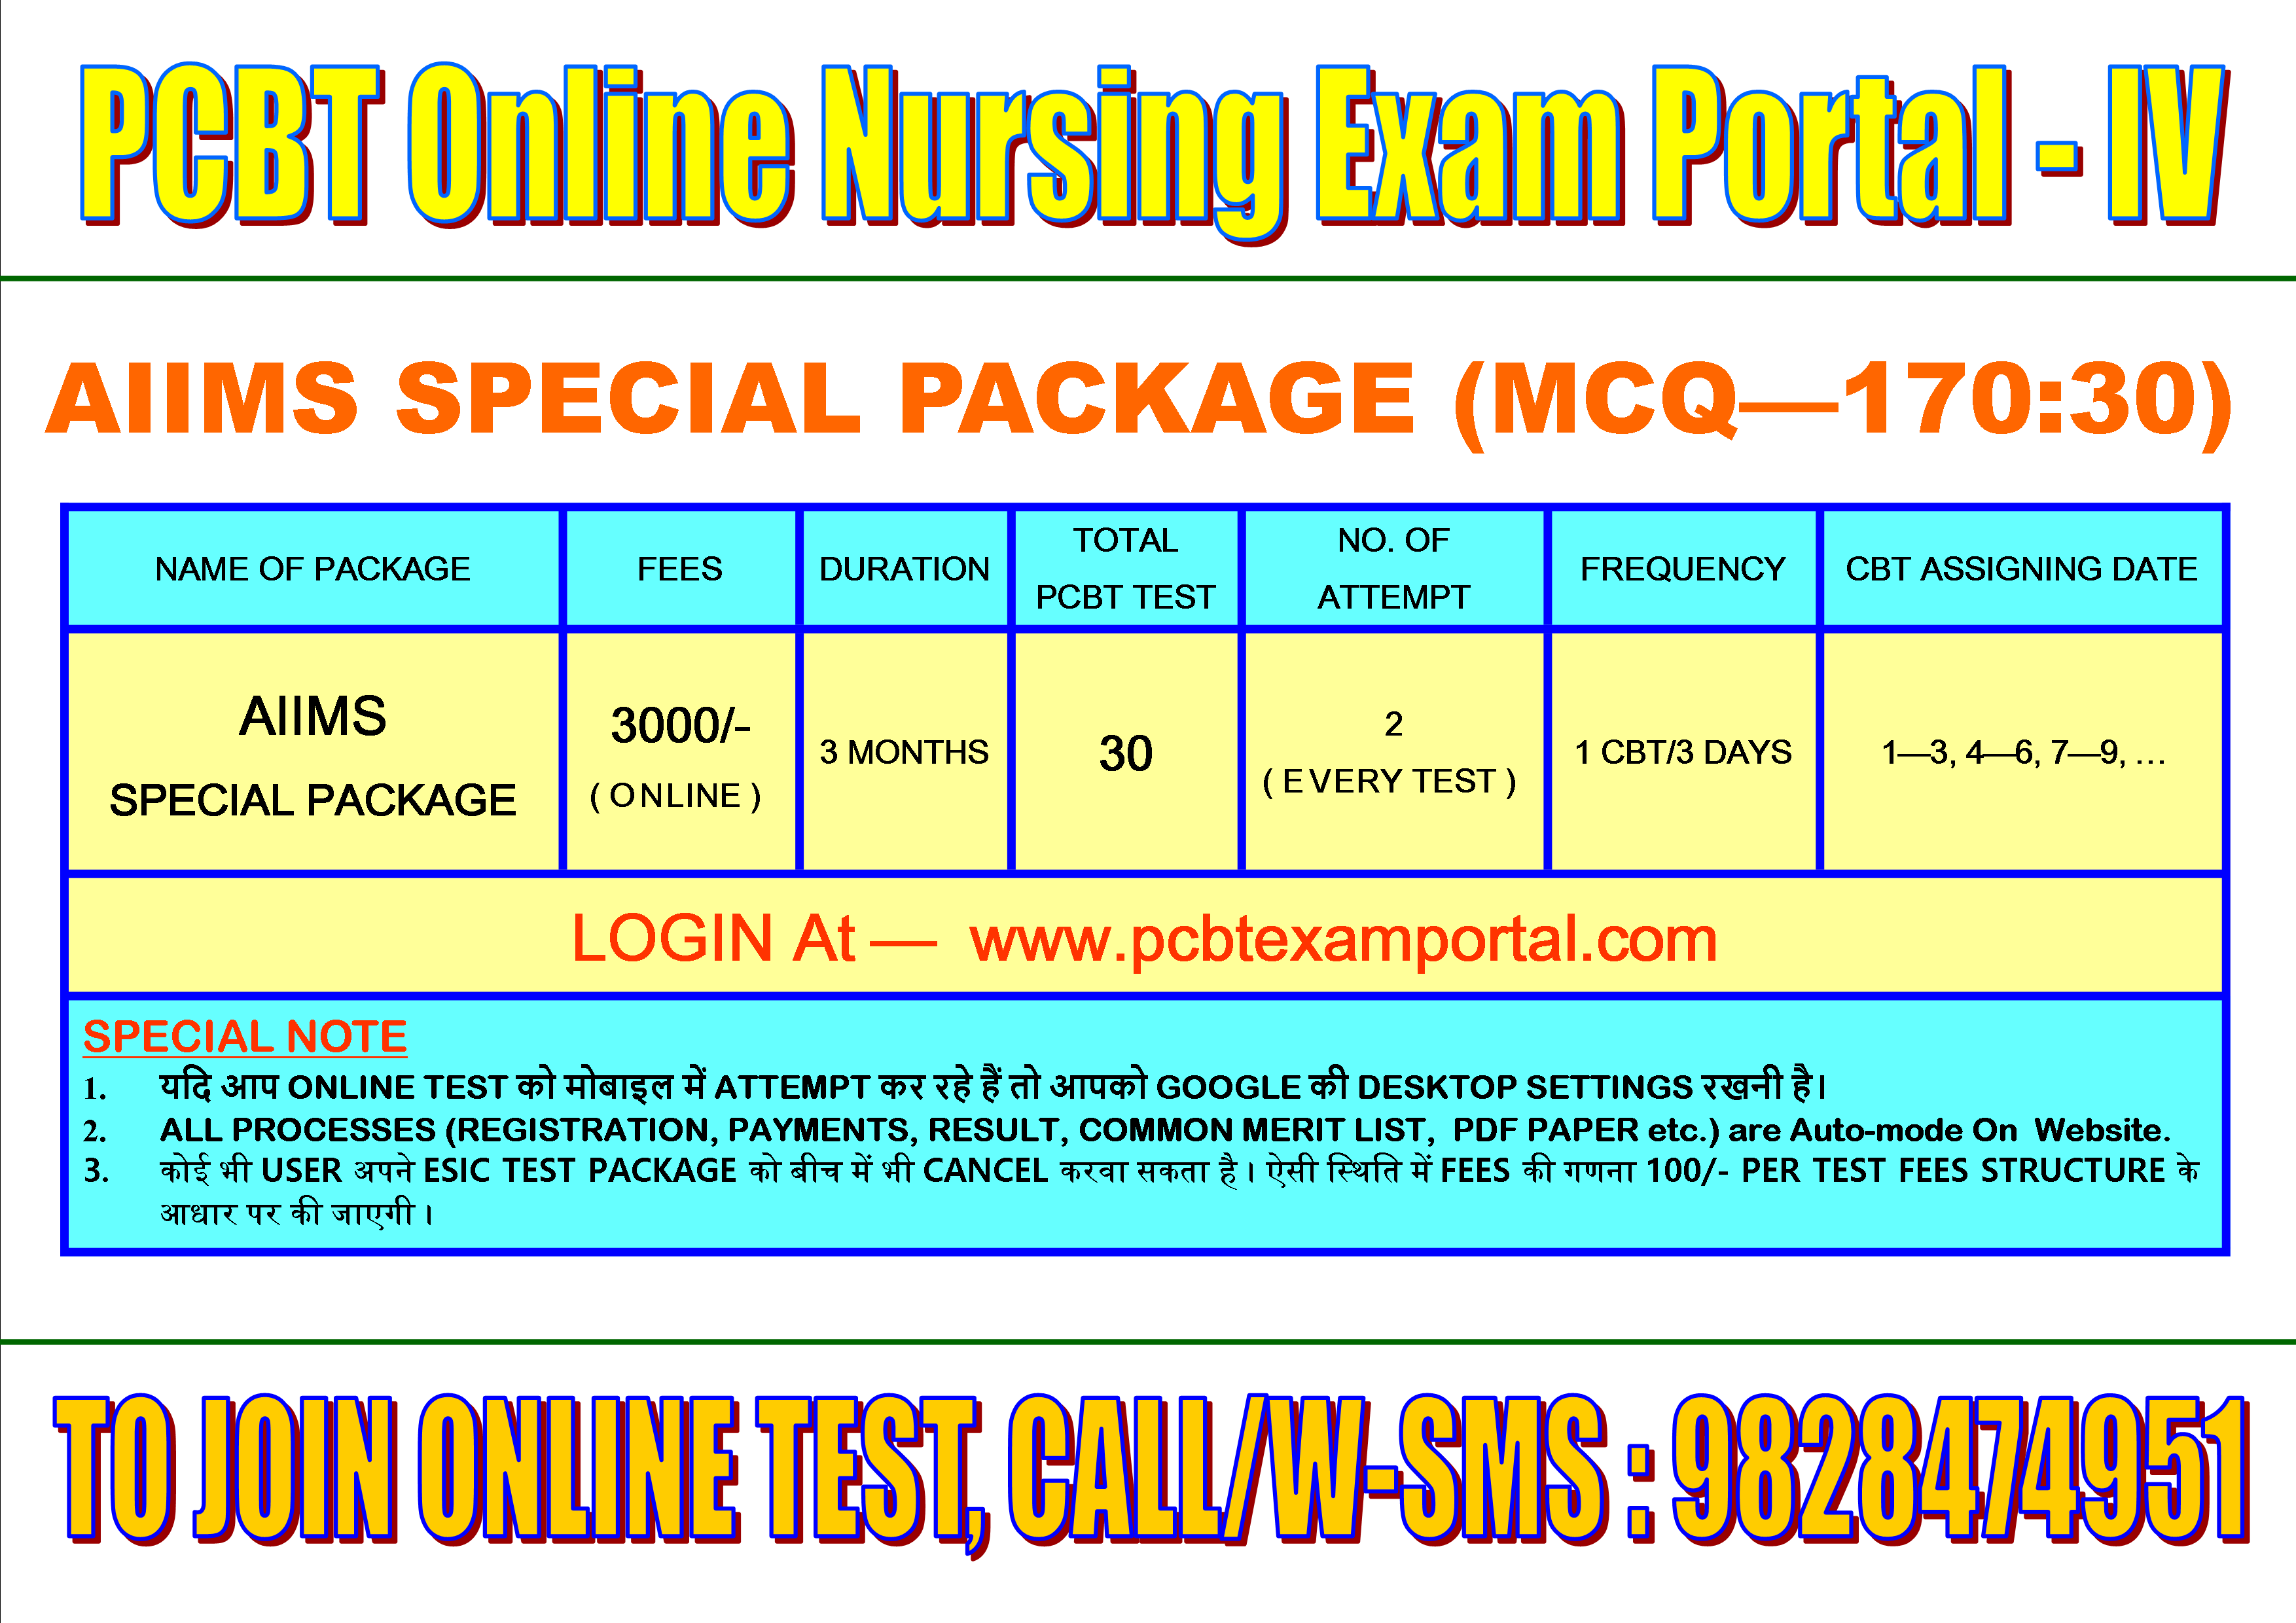 PCBT Online Nursing Exam Portal - IV
AIIMS SPECIAL PACKAGE (MCQ—170:30)
NAME OF PACKAGE
FEES
DURATION
TOTAL
PCBT TEST
NO. OF
ATTEMPT
FREQUENCY
CBT ASSIGNING DATE
AIIMS
SPECIAL PACKAGE
3000/-
( ONLINE )
3 MONTHS
30
2
( EVERY TEST )
1 CBT/3 DAYS
1—3, 4—6, 7—9, ...
LOGIN At — www.pcbtexamportal.com
SPECIAL NOTE
1. यदि आप ONLINE TEST को मोबाइल में ATTEMPT कर रहे हैं तो आपको GOOGLE की DESKTOP SETTINGS रखनी है।
2. ALL PROCESSES (REGISTRATION, PAYMENTS, RESULT, COMMON MERIT LIST, PDF PAPER etc.) are Auto-mode On Website.
3. कोई भी USER अपने ESIC TEST PACKAGE को बीच में भी CANCEL करवा सकता है। ऐसी स्थिति में FEES की गणना 100/- PER TEST FEES STRUCTURE के
आधार पर की जाएगी।
TO JOIN ONLINE TEST, CALL/W-SMS : 9828474951